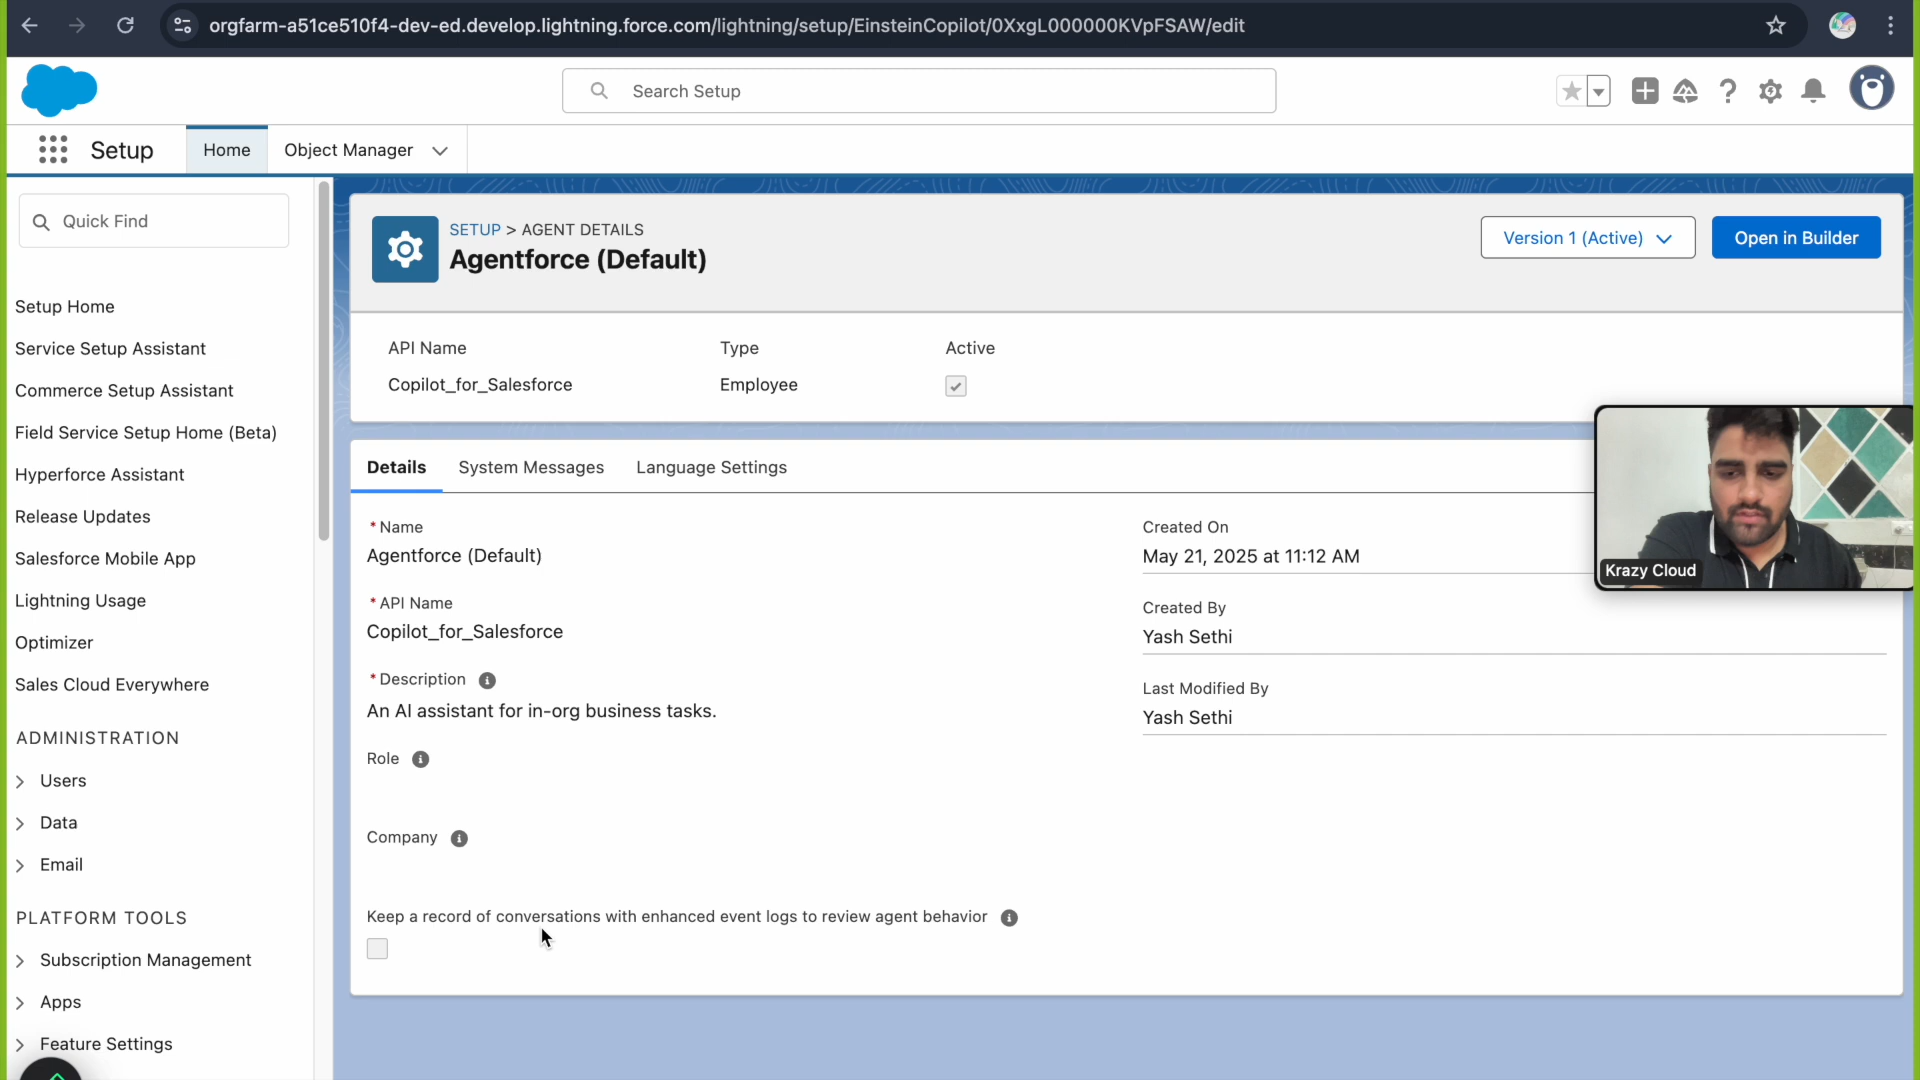 orgfarm-a51ce510f4-dev-ed.develop.lightning.force.com/lightning/setup/EinsteinCopilot/0XxgL000000KVpFSAW/edit
Search Setup
Setup
Home
Object Manager
Quick Find
Setup Home
Service Setup Assistant
Commerce Setup Assistant
Field Service Setup Home (Beta)
Hyperforce Assistant
Release Updates
Salesforce Mobile App
Lightning Usage
Optimizer
Sales Cloud Everywhere
ADMINISTRATION
Users
Data
Email
PLATFORM TOOLS
Subscription Management
Apps
Feature Settings
SETUP > AGENT DETAILS
Agentforce (Default)
Version 1 (Active)
Open in Builder
API Name
Copilot_for_Salesforce
Type
Employee
Active
Details
System Messages
Language Settings
*Name
Agentforce (Default)
*API Name
Copilot_for_Salesforce
*Description
An AI assistant for in-org business tasks.
Role
Company
Keep a record of conversations with enhanced event logs to review agent behavior
Created On
May 21, 2025 at 11:12 AM
Created By
Yash Sethi
Last Modified By
Yash Sethi
Krazy Cloud